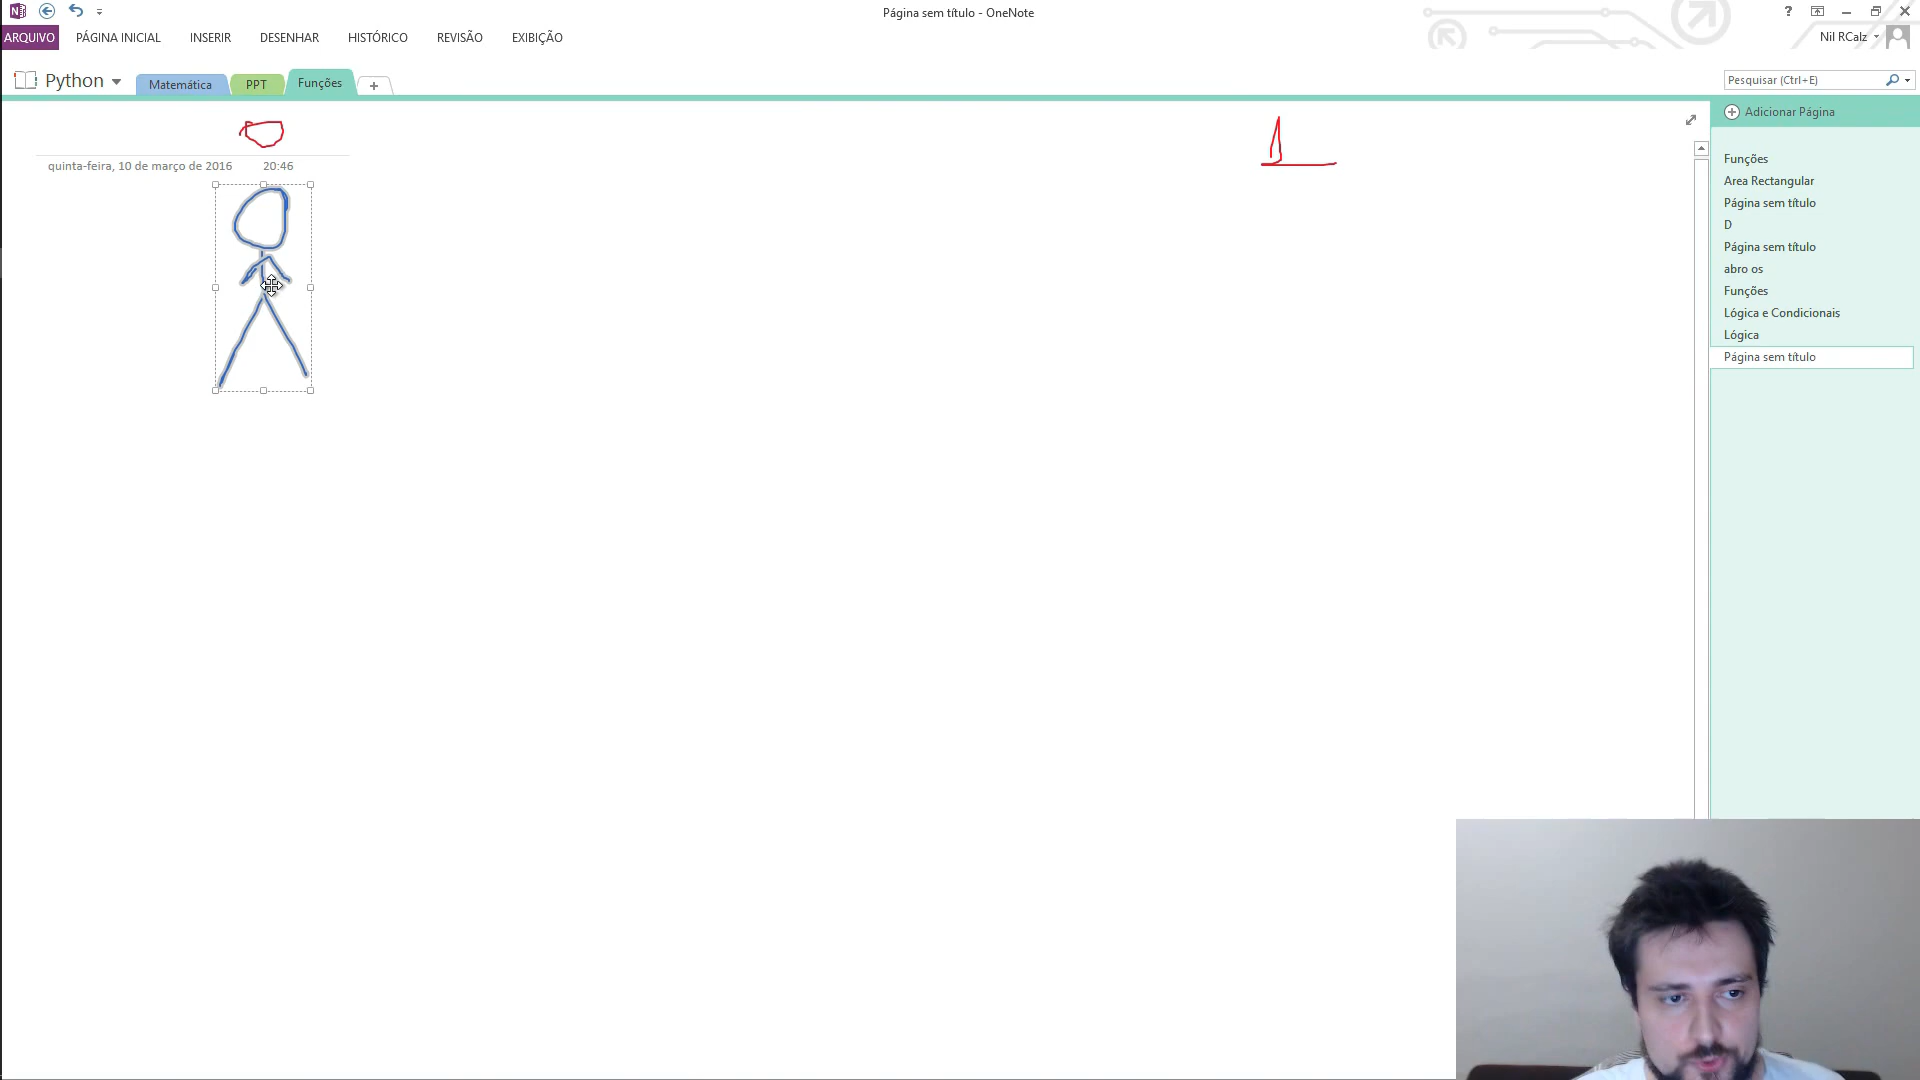 Página sem título - OneNote
ARQUIVO PÁGINA INICIAL INSERIR DESENHAR HISTÓRICO REVISÃO EXIBIÇÃO
Nil RCalz
Python Matemática PPT Funções +
Pesquisar (Ctrl+E)
0
1
Adicionar Página
quinta-feira, 10 de março de 2016 20:46
Funções
Area Rectangular
Página sem título
D
Página sem título
abro os
Funções
Lógica e Condicionais
Lógica
Página sem título